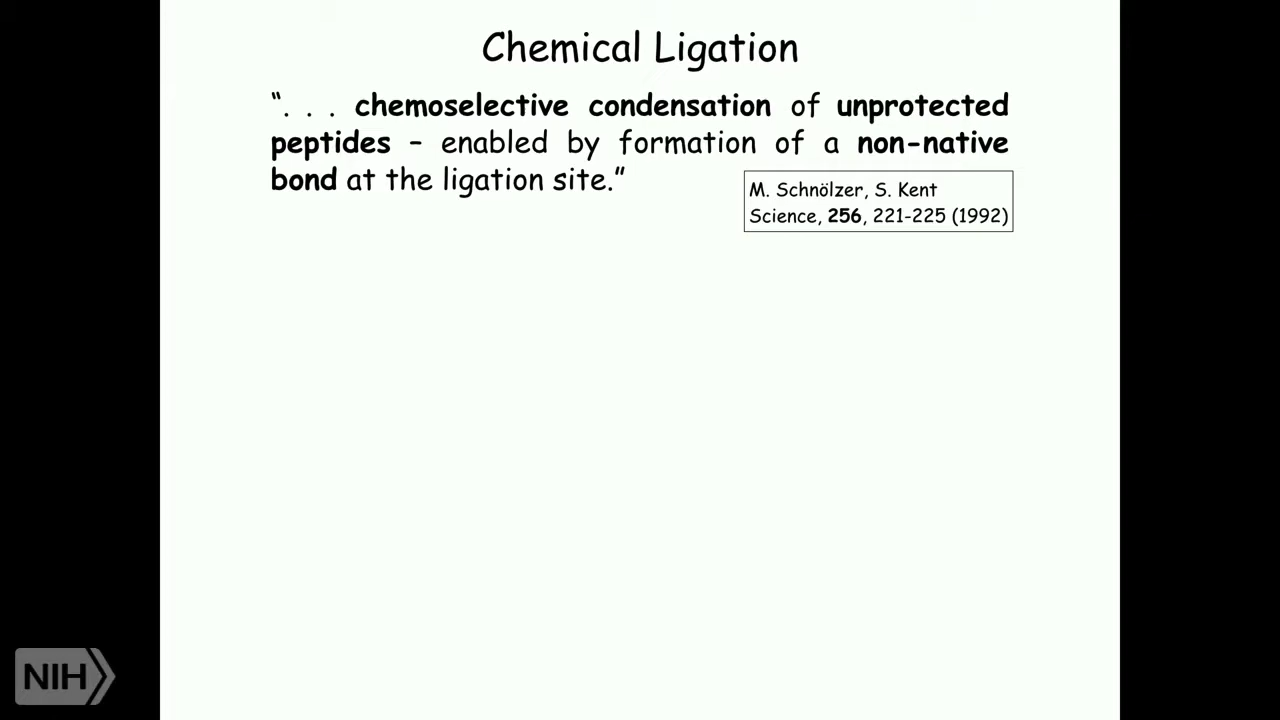 Chemical Ligation
“. . . chemoselective condensation of unprotected
peptides – enabled by formation of a non-native
bond at the ligation site.”
M. Schnölzer, S. Kent
Science, 256, 221-225 (1992)
NIH